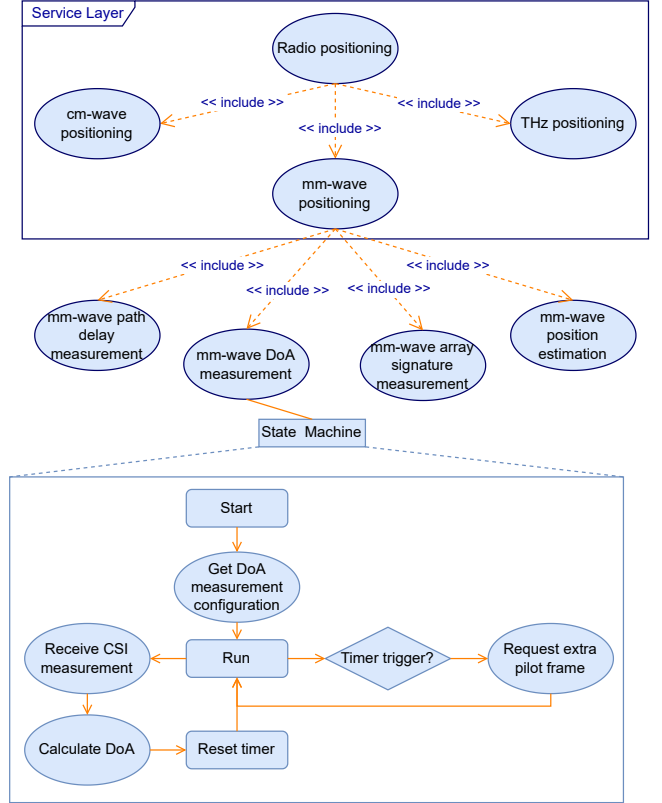 Service Layer
Radio positioning
<< include >>
<< include >>
<< include >>
cm-wave
positioning
THz positioning
mm-wave
positioning
<< include >>
<< include >>
<< include >>
<< include >>
mm-wave path
delay
measurement
mm-wave DoA
measurement
mm-wave array
signature
measurement
mm-wave
position
estimation
State Machine
Start
Get DoA
measurement
configuration
Receive CSI
measurement
Run
Timer trigger?
Request extra
pilot frame
Calculate DoA
Reset timer